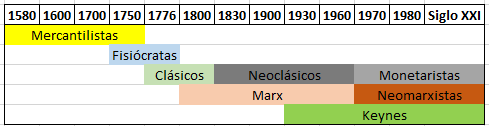 1580 1600 1700 1750 1776 1800 1830 1900 1930 1970 1980 Siglo XXI
Mercantilistas
Fisiócratas
Clásicos Neoclásicos Monetaristas
Marx Neomarxistas
Keynes